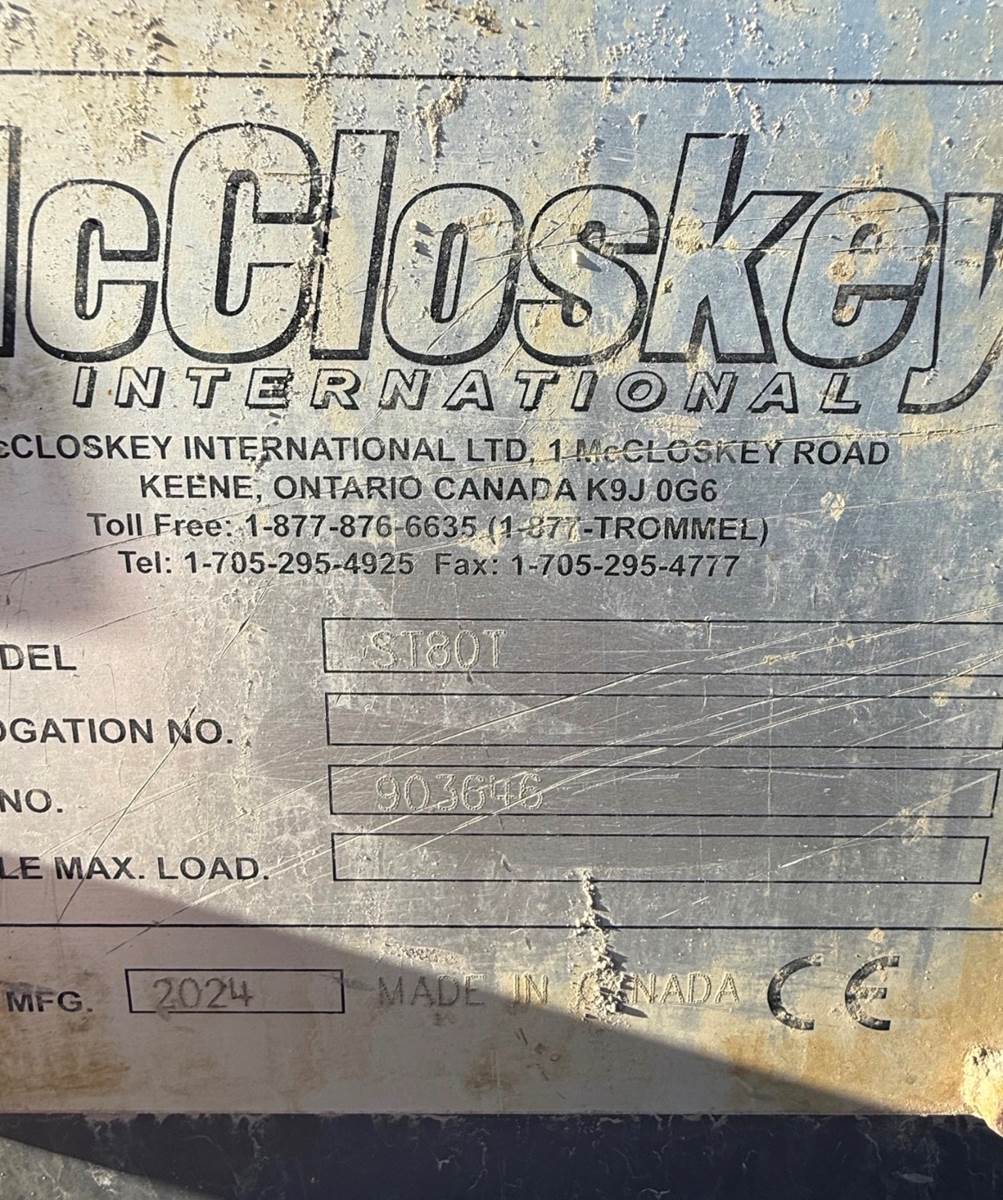 McCloskey
INTERNATIONAL
McCLOSKEY INTERNATIONAL LTD, 1 McCLOSKEY ROAD
KEENE, ONTARIO CANADA K9J 0G6
Toll Free: 1-877-876-6635 (1-877-TROMMEL)
Tel: 1-705-295-4925 Fax: 1-705-295-4777
DEL ST80T
OGATION NO.
NO. 903646
LE MAX. LOAD.
MFG. 2024 MADE IN CANADA CE